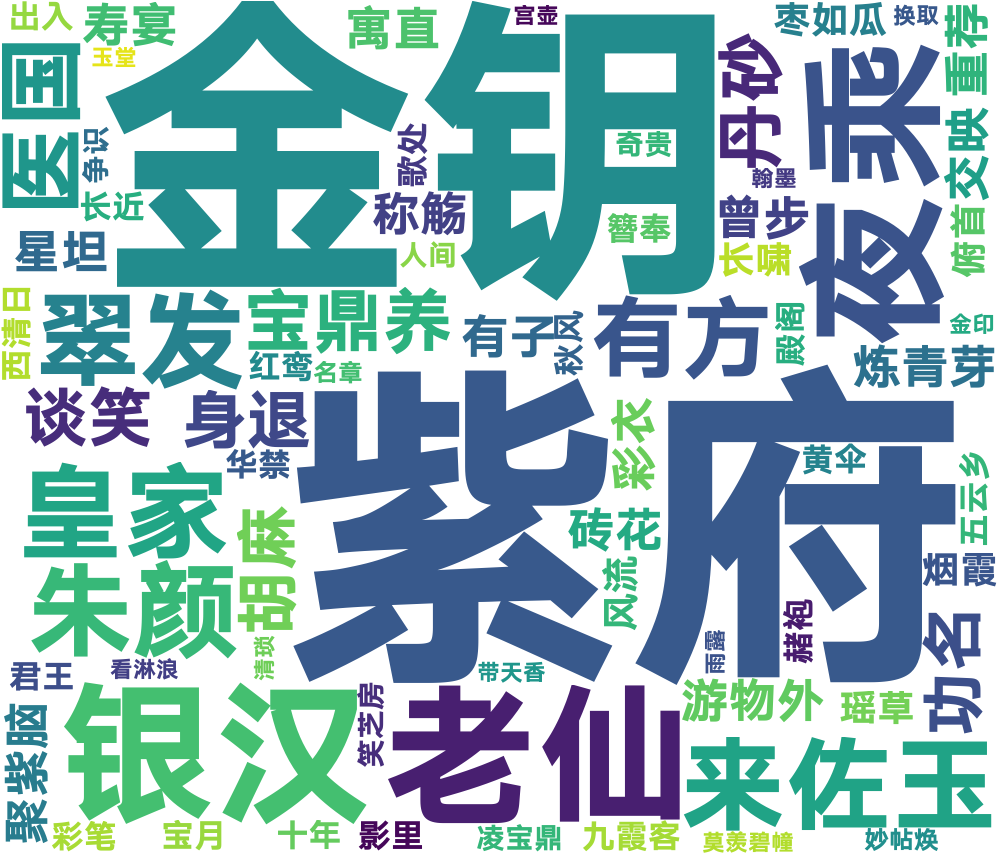 出入
寿宴
寓直
宫壶
枣如瓜
换取
重荐
玉堂
金钥
医国
争识
歌处
奇贵
丹砂
乘
夜
交映
翰墨
长近
称觞
簪奉
曾步
俯首
星坦
人间
长啸
西清日
翠发
宝鼎养
有子
秋风
有方
殿阁
金印
红鸾
名章
炼青芽
谈笑
身退
紫府
彩衣
华禁
黄伞
五云乡
皇家
胡麻
砖花
朱颜
风流
烟霞
赭袍
雨露
功名
清琐
君王
看淋浪
带天香
银汉
笑芝房
老仙
游物外
瑶草
聚紫脑
来佐玉
彩笔
宝月
十年
影里
凌宝鼎
九霞客
莫羡碧幢
妙帖焕